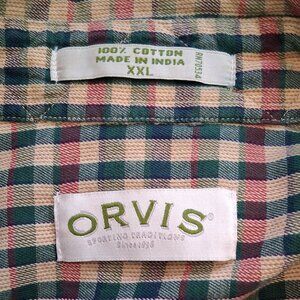 100% COTTON
MADE IN INDIA
XXL
ORVIS®
SPORTING TRADITIONS
Since 1856